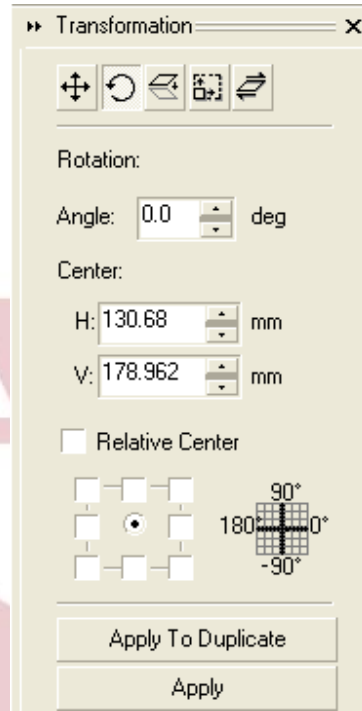 Transformation
Rotation:
Angle: 0.0 deg
Center:
H: 130.68 mm
V: 178.962 mm
Relative Center
90°
180° 0°
-90°
Apply To Duplicate
Apply